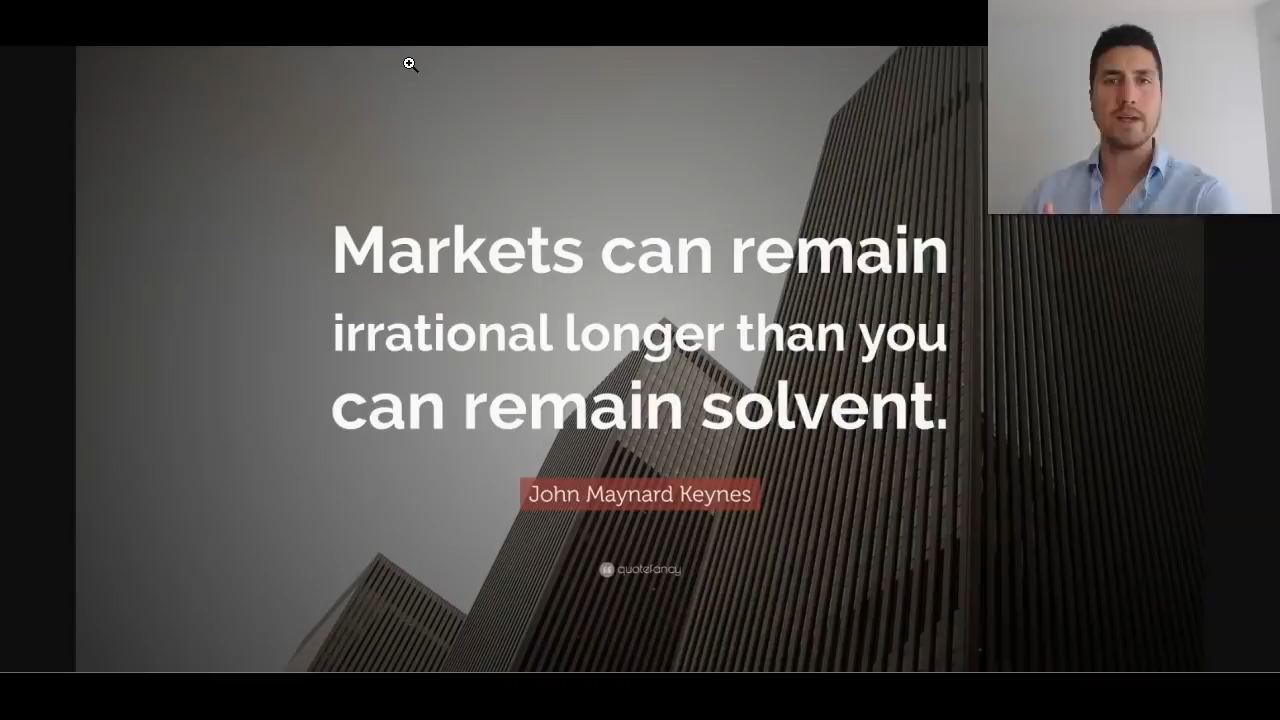 Markets can remain
irrational longer than you
can remain solvent.
John Maynard Keynes
quotefancy